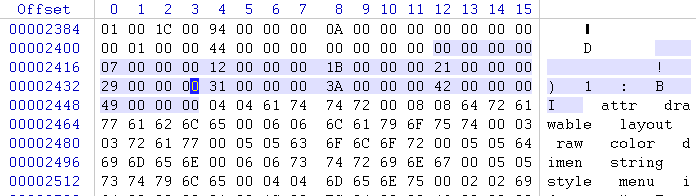 Offset 0 1 2 3 4 5 6 7 8 9 10 11 12 13 14 15
00002384 01 00 1C 00 94 00 00 00 0A 00 00 00 00 00 00 00 I
00002400 00 01 00 00 44 00 00 00 00 00 00 00 00 00 00 00 D
00002416 07 00 00 00 12 00 00 00 1B 00 00 00 21 00 00 00 !
00002432 29 00 00 00 31 00 00 00 3A 00 00 00 42 00 00 00 ) 1 : B
00002448 49 00 00 00 04 04 61 74 74 72 00 08 08 64 72 61 I attr dra
00002464 77 61 62 6C 65 00 06 06 6C 61 79 6F 75 74 00 03 wable layout
00002480 03 72 61 77 00 05 05 63 6F 6C 6F 72 00 05 05 64 raw color d
00002496 69 6D 65 6E 00 06 06 73 74 72 69 6E 67 00 05 05 imen string
00002512 73 74 79 6C 65 00 04 04 6D 65 6E 75 00 02 02 69 style menu i